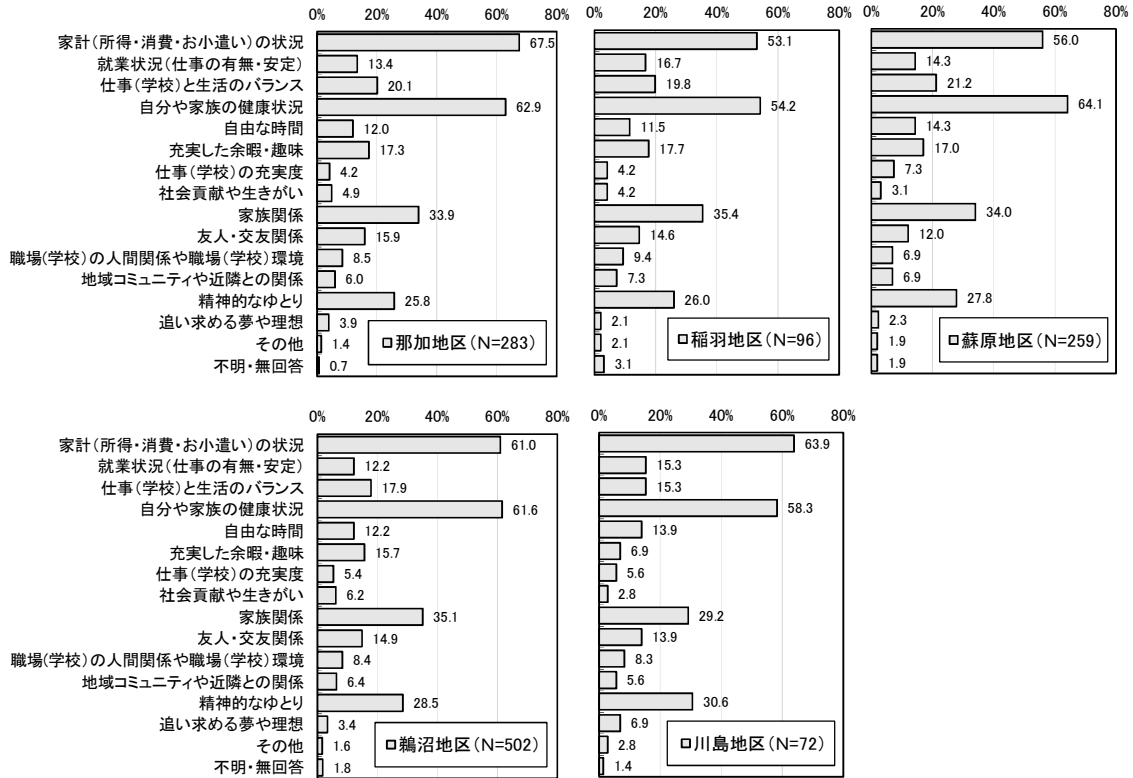 0% 20% 40% 60% 80% 0% 20% 40% 60% 80% 0% 20% 40% 60% 80%
家計(所得・消費・お小遣い)の状況 67.5 53.1 56.0
就業状況(仕事の有無・安定) 13.4 16.7 14.3
仕事(学校)と生活のバランス 20.1 19.8 21.2
自分や家族の健康状況 62.9 54.2 64.1
自由な時間 12.0 11.5 14.3
充実した余暇・趣味 17.3 17.7 17.0
仕事(学校)の充実度 4.2 4.2 7.3
社会貢献や生きがい 4.9 4.2 3.1
家族関係 33.9 35.4 34.0
友人・交友関係 15.9 14.6 12.0
職場(学校)の人間関係や職場(学校)環境 8.5 9.4 6.9
地域コミュニティや近隣との関係 6.0 7.3 6.9
精神的なゆとり 25.8 26.0 27.8
追い求める夢や理想 3.9 2.1 2.3
その他 1.4 那加地区(N=283) 2.1 稲羽地区(N=96) 1.9 蘇原地区(N=259)
不明・無回答 0.7 3.1 1.9
0% 20% 40% 60% 80% 0% 20% 40% 60% 80%
家計(所得・消費・お小遣い)の状況 61.0 63.9
就業状況(仕事の有無・安定) 12.2 15.3
仕事(学校)と生活のバランス 17.9 15.3
自分や家族の健康状況 61.6 58.3
自由な時間 12.2 13.9
充実した余暇・趣味 15.7 6.9
仕事(学校)の充実度 5.4 5.6
社会貢献や生きがい 6.2 2.8
家族関係 35.1 29.2
友人・交友関係 14.9 13.9
職場(学校)の人間関係や職場(学校)環境 8.4 8.3
地域コミュニティや近隣との関係 6.4 5.6
精神的なゆとり 28.5 30.6
追い求める夢や理想 3.4 6.9
その他 1.6 鵜沼地区(N=502) 2.8 川島地区(N=72)
不明・無回答 1.8 1.4